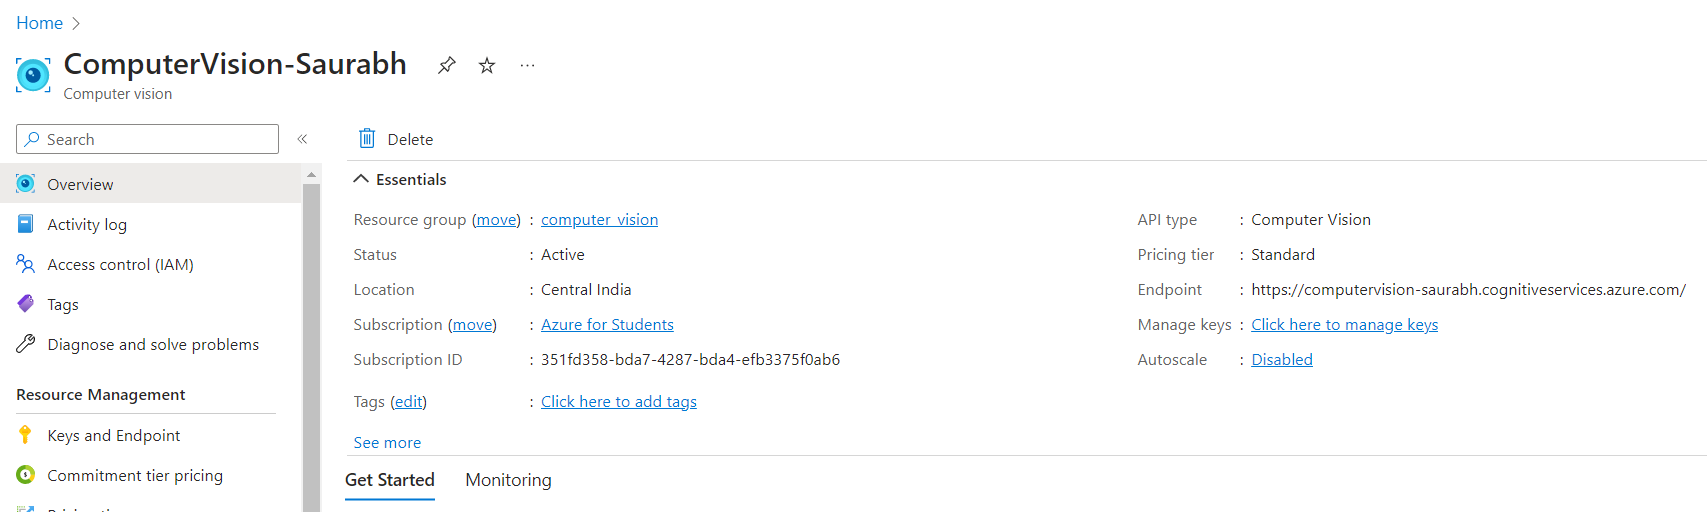 Home
ComputerVision-Saurabh
Computer vision
Search
Overview
Activity log
Access control (IAM)
Tags
Diagnose and solve problems
Resource Management
Keys and Endpoint
Commitment tier pricing
Delete
Essentials
Resource group (move) : computer_vision
Status : Active
Location : Central India
Subscription (move) : Azure for Students
Subscription ID : 351fd358-bda7-4287-bda4-efb3375f0ab6
Tags (edit) : Click here to add tags
See more
API type : Computer Vision
Pricing tier : Standard
Endpoint : https://computervision-saurabh.cognitiveservices.azure.com/
Manage keys : Click here to manage keys
Autoscale : Disabled
Get Started Monitoring